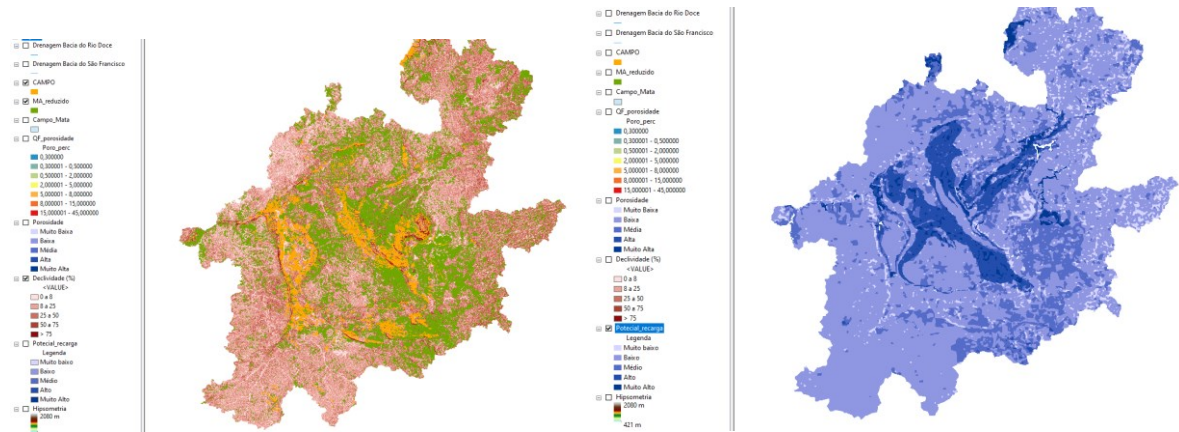 Drenagem Bacia do Rio Doce
Drenagem Bacia do São Francisco
CAMPO
MA_reduzido
Campo_Mata
QF_porosidade
Poro_perc
0,300000
0,300001 - 0,500000
0,500001 - 2,000000
2,000001 - 5,000000
5,000001 - 8,000000
8,000001 - 15,000000
15,000001 - 45,000000
Porosidade
Muito Baixa
Baixa
Média
Alta
Muito Alta
Declividade (%)
<VALUE>
0 a 8
8 a 25
25 a 50
50 a 75
> 75
Potecial_recarga
Legenda
Muito baixo
Baixo
Médio
Alto
Muito Alto
Hipsometria
2080 m
Drenagem Bacia do Rio Doce
Drenagem Bacia do São Francisco
CAMPO
MA_reduzido
Campo_Mata
QF_porosidade
Poro_perc
0,300000
0,300001 - 0,500000
0,500001 - 2,000000
2,000001 - 5,000000
5,000001 - 8,000000
8,000001 - 15,000000
15,000001 - 45,000000
Porosidade
Muito Baixa
Baixa
Média
Alta
Muito Alta
Declividade (%)
<VALUE>
0 a 8
8 a 25
25 a 50
50 a 75
> 75
Potecial_recarga
Legenda
Muito baixo
Baixo
Médio
Alto
Muito Alto
Hipsometria
2080 m
421 m